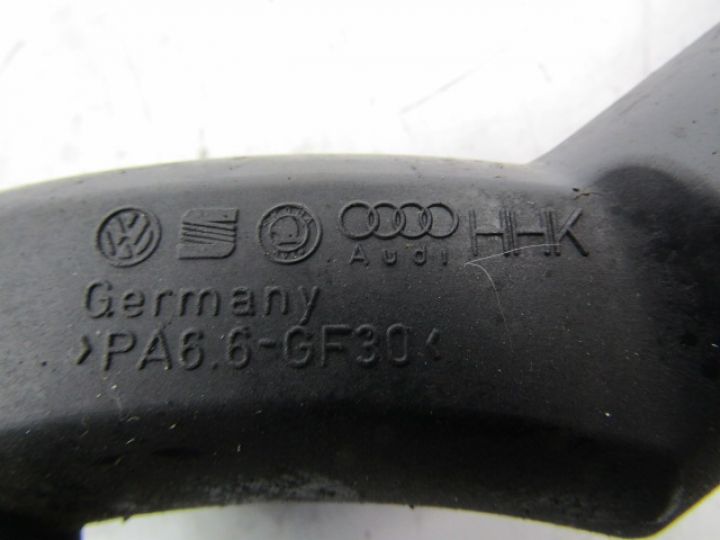 Audi HHK
Germany
>PA6.6-GF30<